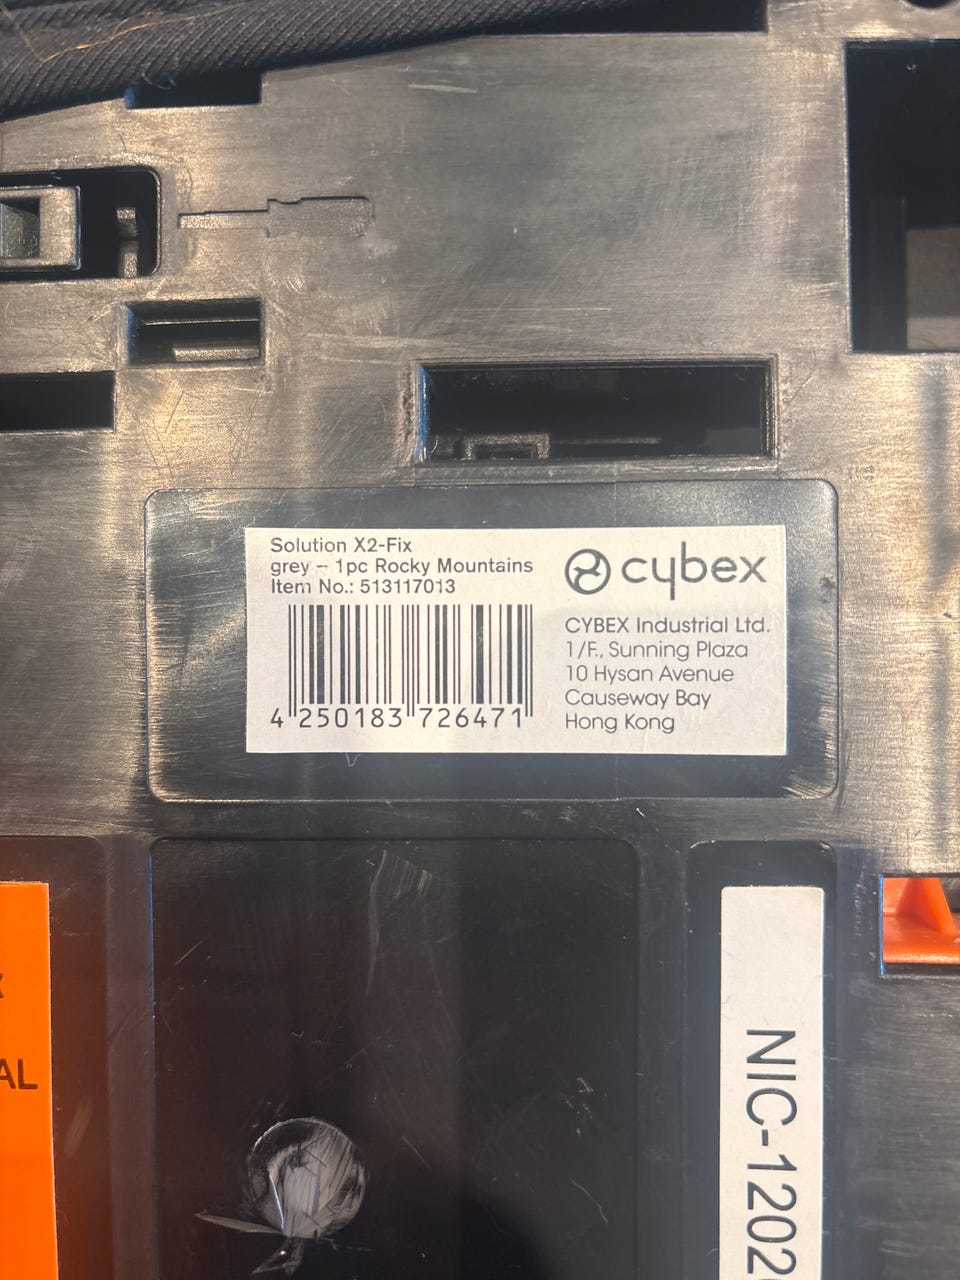 Solution X2-Fix
grey – 1pc Rocky Mountains
Item No.: 513117013
4 250183 726471
cybex
CYBEX Industrial Ltd.
1/F., Sunning Plaza
10 Hysan Avenue
Causeway Bay
Hong Kong
AL
NIC-1202